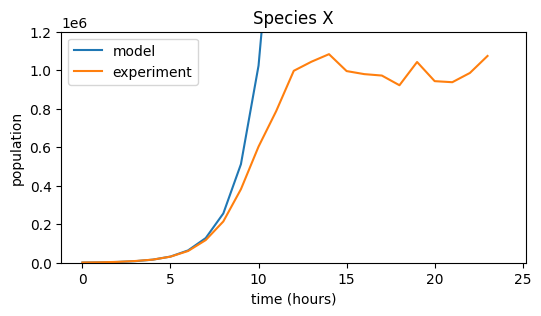 Species X
1e6
model
experiment
population
1.2
1.0
0.8
0.6
0.4
0.2
0.0
0 5 10 15 20 25
time (hours)